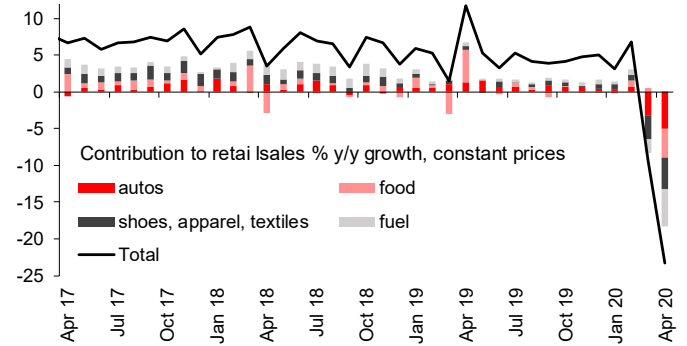 10
5
0
-5
-10
-15
-20
-25
Contribution to retai lsales % y/y growth, constant prices
autos
food
shoes, apparel, textiles
fuel
Total
Apr 17
Jul 17
Oct 17
Jan 18
Apr 18
Jul 18
Oct 18
Jan 19
Apr 19
Jul 19
Oct 19
Jan 20
Apr 20